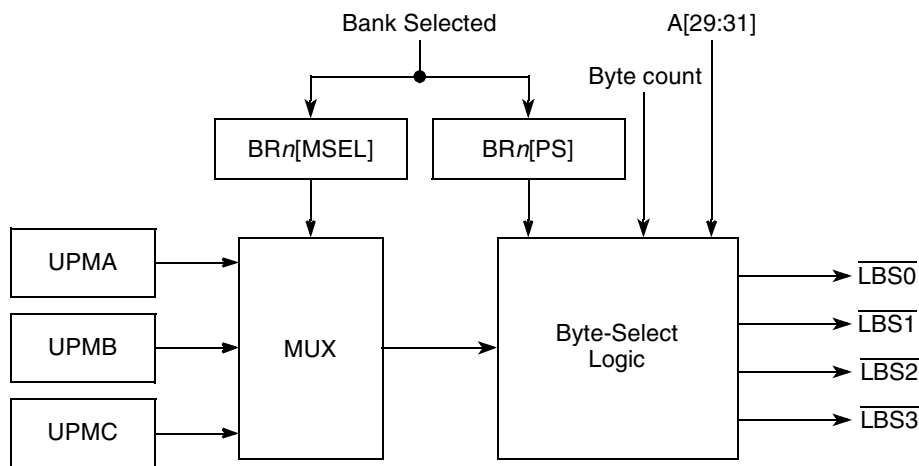 Bank Selected
A[29:31]
Byte count
BRn[MSEL]
BRn[PS]
UPMA
UPMB
UPMC
MUX
Byte-Select
Logic
LBS0
LBS1
LBS2
LBS3